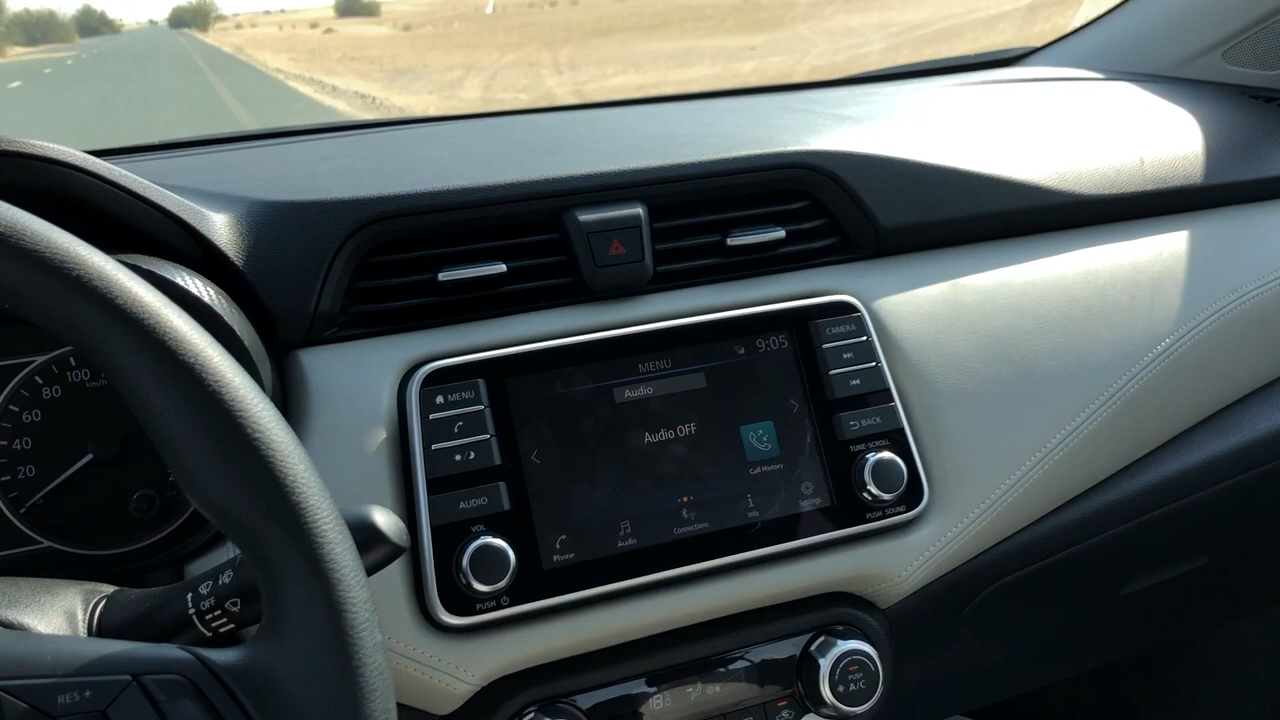 100
km/h
80
60
40
20
OFF
RES +
MENU
AUDIO
VOL
PUSH
MENU
9:05
Audio
Audio OFF
Call History
Phone
Audio
Connections
Info
Settings
CAMERA
BACK
TUNE-SCROLL
PUSH SOUND
18
PUSH
A/C